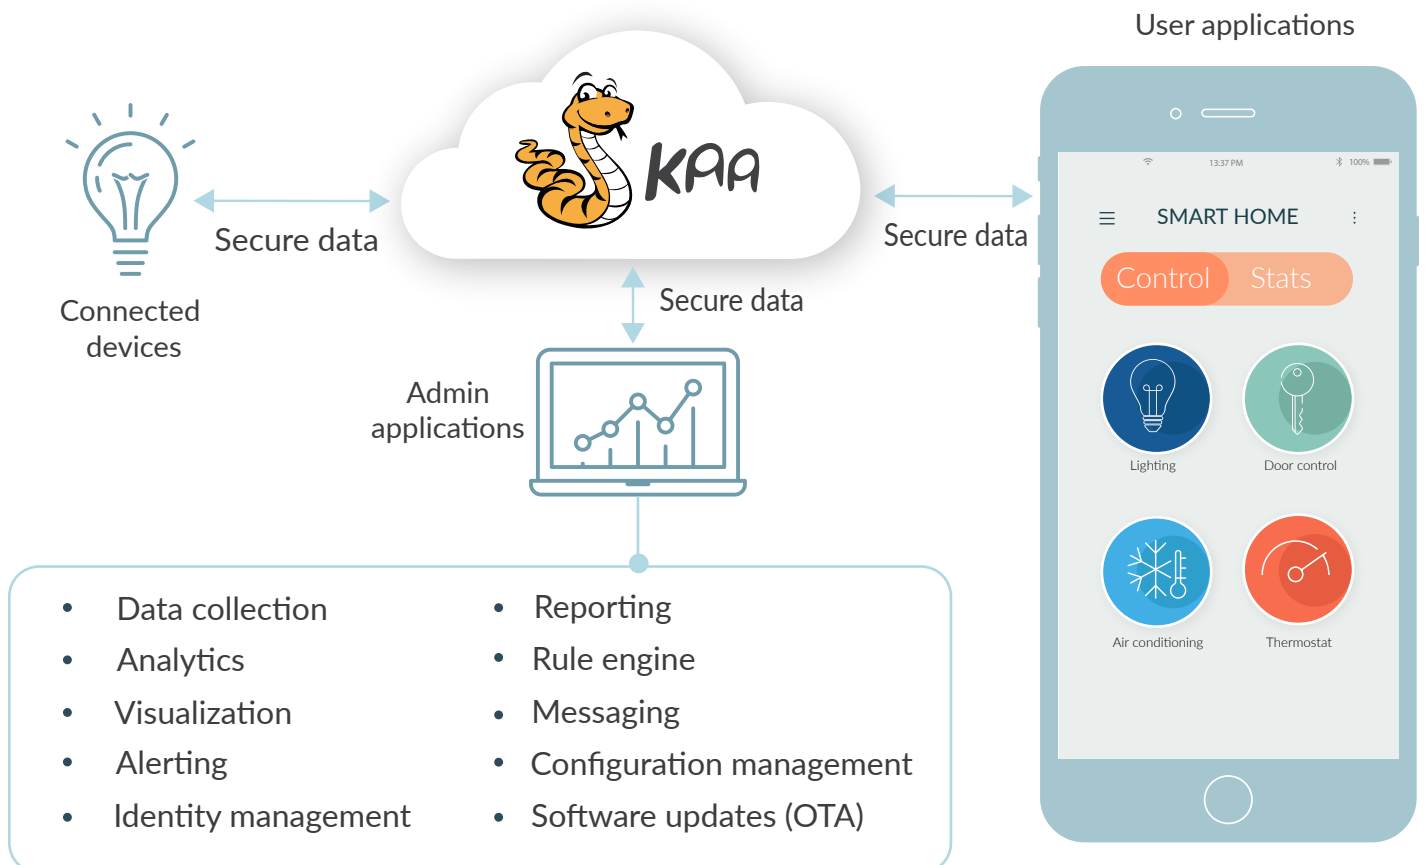 User applications
KAA
13:37 PM
100%
SMART HOME
Control
Stats
Secure data
Secure data
Connected
devices
Secure data
Admin
applications
Lighting
Door control
Air conditioning
Thermostat
• Data collection
• Analytics
• Visualization
• Alerting
• Identity management
• Reporting
• Rule engine
• Messaging
• Configuration management
• Software updates (OTA)